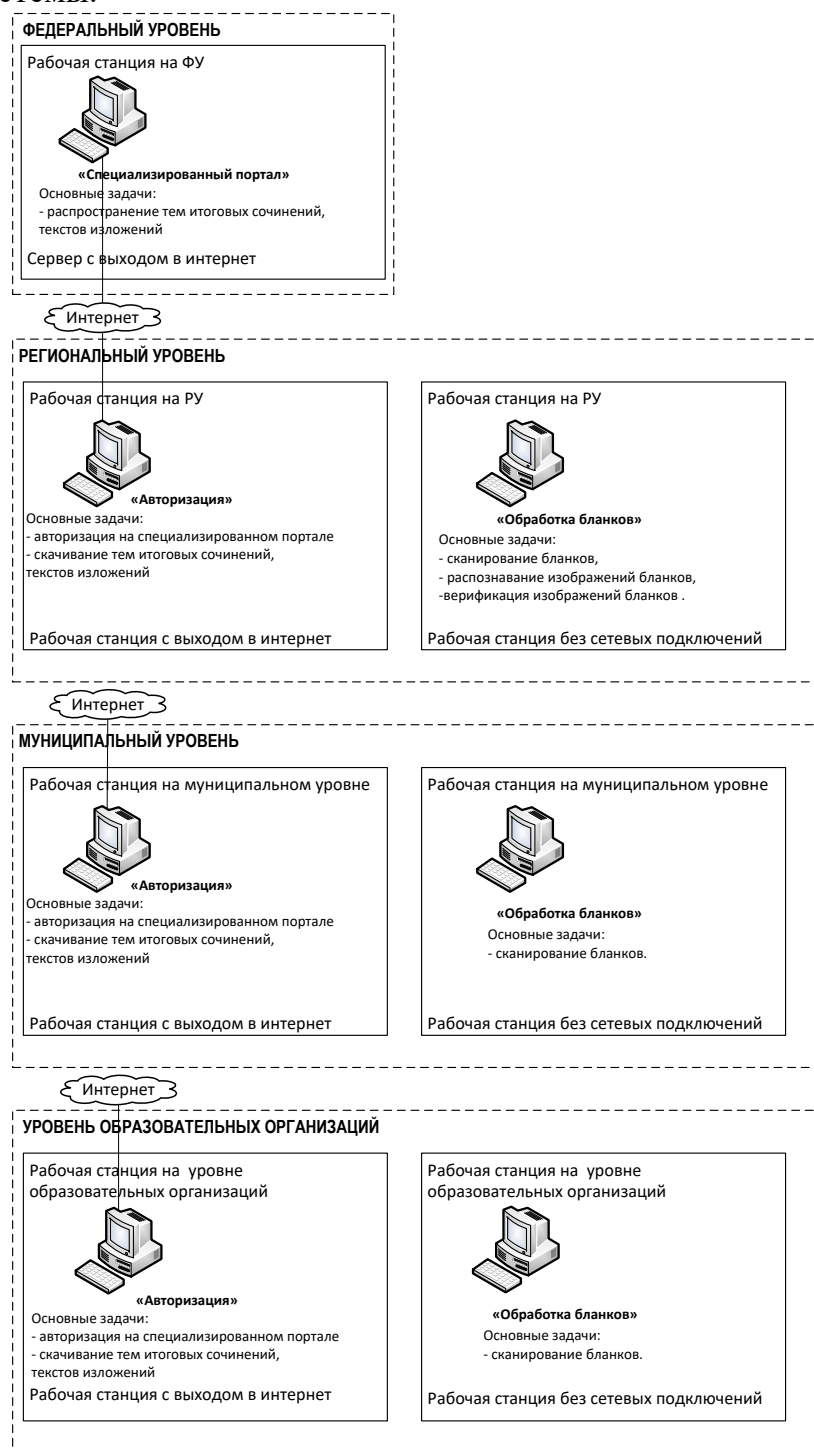 ФЕДЕРАЛЬНЫЙ УРОВЕНЬ
Рабочая станция на ФУ
«Специализированный портал»
Основные задачи:
- распространение тем итоговых сочинений,
текстов изложений
Сервер с выходом в интернет
Интернет
РЕГИОНАЛЬНЫЙ УРОВЕНЬ
Рабочая станция на РУ
«Авторизация»
Основные задачи:
- авторизация на специализированном портале
- скачивание тем итоговых сочинений,
текстов изложений
Рабочая станция с выходом в интернет
Рабочая станция на РУ
«Обработка бланков»
Основные задачи:
- сканирование бланков,
- распознавание изображений бланков,
-верификация изображений бланков .
Рабочая станция без сетевых подключений
Интернет
МУНИЦИПАЛЬНЫЙ УРОВЕНЬ
Рабочая станция на муниципальном уровне
«Авторизация»
Основные задачи:
- авторизация на специализированном портале
- скачивание тем итоговых сочинений,
текстов изложений
Рабочая станция с выходом в интернет
Рабочая станция на муниципальном уровне
«Обработка бланков»
Основные задачи:
- сканирование бланков.
Рабочая станция без сетевых подключений
Интернет
УРОВЕНЬ ОБРАЗОВАТЕЛЬНЫХ ОРГАНИЗАЦИЙ
Рабочая станция на уровне
образовательных организаций
«Авторизация»
Основные задачи:
- авторизация на специализированном портале
- скачивание тем итоговых сочинений,
текстов изложений
Рабочая станция с выходом в интернет
Рабочая станция на уровне
образовательных организаций
«Обработка бланков»
Основные задачи:
- сканирование бланков.
Рабочая станция без сетевых подключений